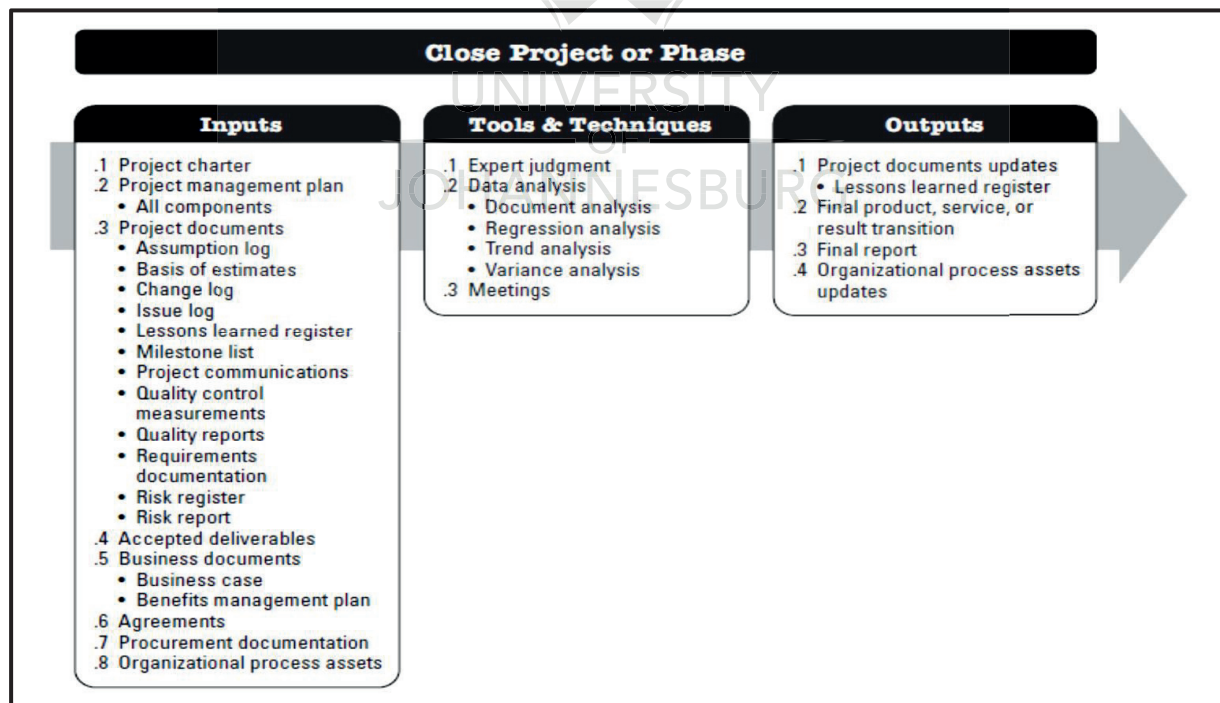 Close Project or Phase
UNIVERSITY
OF
JOHANNESBURG
Inputs
.1 Project charter
.2 Project management plan
• All components
.3 Project documents
• Assumption log
• Basis of estimates
• Change log
• Issue log
• Lessons learned register
• Milestone list
• Project communications
• Quality control
measurements
• Quality reports
• Requirements
documentation
• Risk register
• Risk report
.4 Accepted deliverables
.5 Business documents
• Business case
• Benefits management plan
.6 Agreements
.7 Procurement documentation
.8 Organizational process assets
Tools & Techniques
.1 Expert judgment
.2 Data analysis
• Document analysis
• Regression analysis
• Trend analysis
• Variance analysis
.3 Meetings
Outputs
.1 Project documents updates
• Lessons learned register
.2 Final product, service, or
result transition
.3 Final report
.4 Organizational process assets
updates